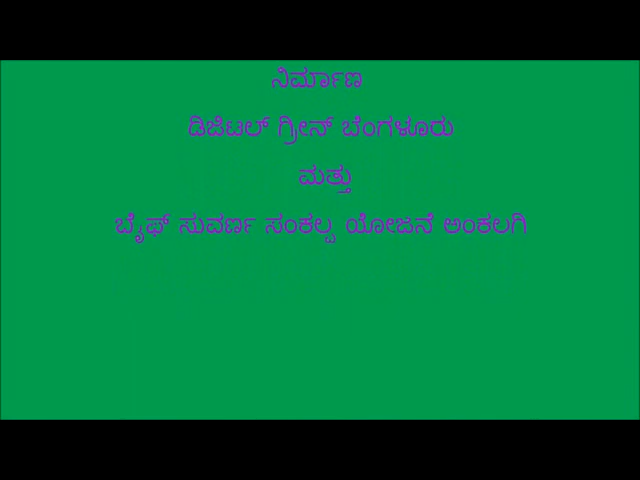 ನಿರ್ಮಾಣ
ಡಿಜಿಟಲ್ ಗ್ರೀನ್ ಬೆಂಗಳೂರು
ಮತ್ತು
ಬೈಫ್ ಸುವರ್ಣ ಸಂಕಲ್ಪ ಯೋಜನೆ ಅಂಕಲಗಿ